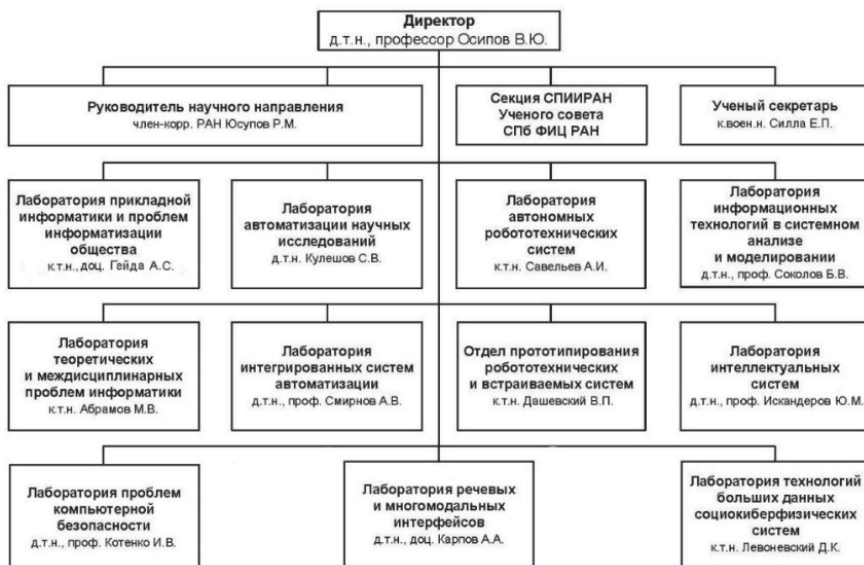 Директор
д.т.н., профессор Осипов В.Ю.
Руководитель научного направления
член-корр. РАН Юсупов Р.М.
Секция СПИИРАН
Ученого совета
СПб ФИЦ РАН
Ученый секретарь
к.воен.н. Силла Е.П.
Лаборатория прикладной
информатики и проблем
информатизации
общества
к.т.н., доц. Гейда А.С.
Лаборатория
автоматизации научных
исследований
д.т.н. Кулешов С.В.
Лаборатория
автономных
робототехнических
систем
к.т.н. Савельев А.И.
Лаборатория
информационных
технологий в системном
анализе
и моделировании
д.т.н., проф. Соколов Б.В.
Лаборатория
теоретических
и междисциплинарных
проблем информатики
к.т.н. Абрамов М.В.
Лаборатория
интегрированных систем
автоматизации
д.т.н., проф. Смирнов А.В.
Отдел прототипирования
робототехнических
и встраиваемых систем
к.т.н. Дашевский В.П.
Лаборатория
интеллектуальных
систем
д.т.н., проф. Искандеров Ю.М.
Лаборатория проблем
компьютерной
безопасности
д.т.н., проф. Котенко И.В.
Лаборатория речевых
и многомодальных
интерфейсов
д.т.н., доц. Карпов А.А.
Лаборатория технологий
больших данных
социокиберфизических
систем
к.т.н. Левоневский Д.К.